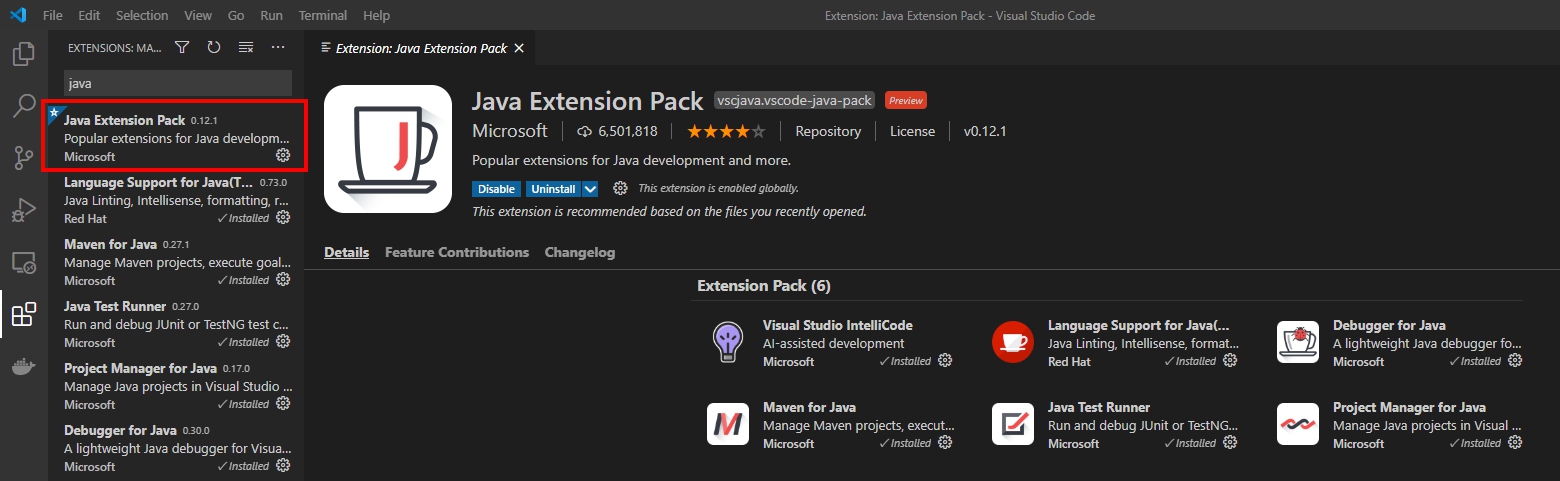 File Edit Selection View Go Run Terminal Help
Extension: Java Extension Pack - Visual Studio Code
EXTENSIONS: MA...
java
Java Extension Pack 0.12.1
Popular extensions for Java developm...
Microsoft
Language Support for Java(T... 0.73.0
Java Linting, Intellisense, formatting, r...
Red Hat ✓Installed
Maven for Java 0.27.1
Manage Maven projects, execute goal...
Microsoft ✓Installed
Java Test Runner 0.27.0
Run and debug JUnit or TestNG test c...
Microsoft ✓Installed
Project Manager for Java 0.17.0
Manage Java projects in Visual Studio ...
Microsoft ✓Installed
Debugger for Java 0.30.0
A lightweight Java debugger for Visua...
Microsoft ✓Installed
Extension: Java Extension Pack
J
Java Extension Pack vscjava.vscode-java-pack Preview
Microsoft 6,501,818 Repository License v0.12.1
Popular extensions for Java development and more.
Disable Uninstall This extension is enabled globally.
This extension is recommended based on the files you recently opened.
Details Feature Contributions Changelog
Extension Pack (6)
Visual Studio IntelliCode
AI-assisted development
Microsoft ✓Installed
Language Support for Java(...
Java Linting, Intellisense, format...
Red Hat ✓Installed
Debugger for Java
A lightweight Java debugger fo...
Microsoft ✓Installed
M
Maven for Java
Manage Maven projects, execut...
Microsoft ✓Installed
Java Test Runner
Run and debug JUnit or TestNG...
Microsoft ✓Installed
Project Manager for Java
Manage Java projects in Visual ...
Microsoft ✓Installed